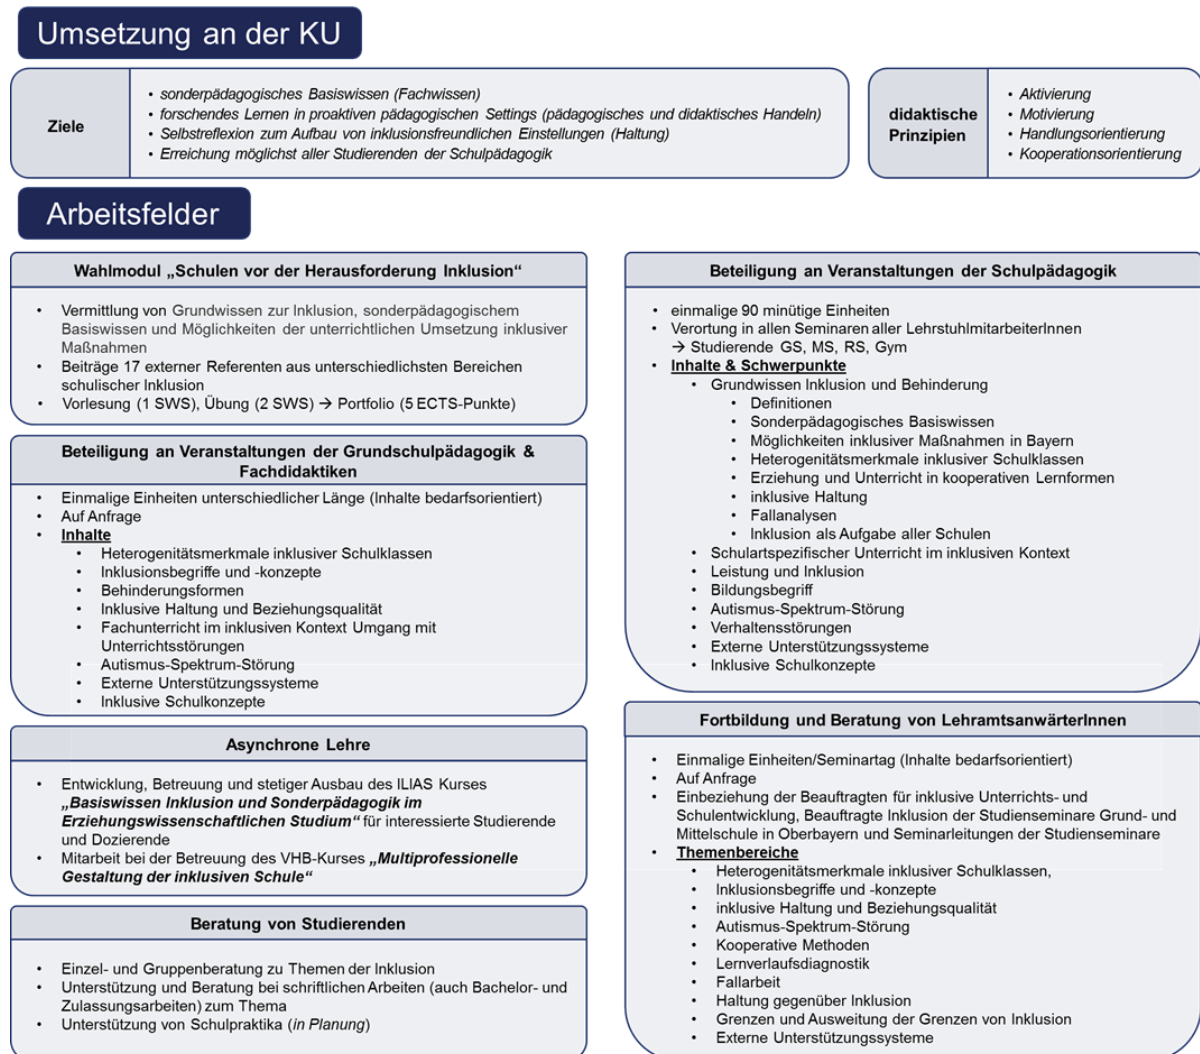 Umsetzung an der KU
Ziele
• sonderpädagogisches Basiswissen (Fachwissen)
• forschendes Lernen in proaktiven pädagogischen Settings (pädagogisches und didaktisches Handeln)
• Selbstreflexion zum Aufbau von inklusionsfreundlichen Einstellungen (Haltung)
• Erreichung möglichst aller Studierenden der Schulpädagogik
didaktische
Prinzipien
• Aktivierung
• Motivierung
• Handlungsorientierung
• Kooperationsorientierung
Arbeitsfelder
Wahlmodul „Schulen vor der Herausforderung Inklusion“
• Vermittlung von Grundwissen zur Inklusion, sonderpädagogischem
Basiswissen und Möglichkeiten der unterrichtlichen Umsetzung inklusiver
Maßnahmen
• Beiträge 17 externer Referenten aus unterschiedlichsten Bereichen
schulischer Inklusion
• Vorlesung (1 SWS), Übung (2 SWS) → Portfolio (5 ECTS-Punkte)
Beteiligung an Veranstaltungen der Grundschulpädagogik &
Fachdidaktiken
• Einmalige Einheiten unterschiedlicher Länge (Inhalte bedarfsorientiert)
• Auf Anfrage
• Inhalte
• Heterogenitätsmerkmale inklusiver Schulklassen
• Inklusionsbegriffe und -konzepte
• Behinderungsformen
• Inklusive Haltung und Beziehungsqualität
• Fachunterricht im inklusiven Kontext Umgang mit
Unterrichtsstörungen
• Autismus-Spektrum-Störung
• Externe Unterstützungssysteme
• Inklusive Schulkonzepte
Asynchrone Lehre
• Entwicklung, Betreuung und stetiger Ausbau des ILIAS Kurses
„Basiswissen Inklusion und Sonderpädagogik im
Erziehungswissenschaftlichen Studium“ für interessierte Studierende
und Dozierende
• Mitarbeit bei der Betreuung des VHB-Kurses „Multiprofessionelle
Gestaltung der inklusiven Schule“
Beratung von Studierenden
• Einzel- und Gruppenberatung zu Themen der Inklusion
• Unterstützung und Beratung bei schriftlichen Arbeiten (auch Bachelor- und
Zulassungsarbeiten) zum Thema
• Unterstützung von Schulpraktika (in Planung)
Beteiligung an Veranstaltungen der Schulpädagogik
• einmalige 90 minütige Einheiten
• Verortung in allen Seminaren aller LehrstuhlmitarbeiterInnen
→ Studierende GS, MS, RS, Gym
• Inhalte & Schwerpunkte
• Grundwissen Inklusion und Behinderung
• Definitionen
• Sonderpädagogisches Basiswissen
• Möglichkeiten inklusiver Maßnahmen in Bayern
• Heterogenitätsmerkmale inklusiver Schulklassen
• Erziehung und Unterricht in kooperativen Lernformen
• inklusive Haltung
• Fallanalysen
• Inklusion als Aufgabe aller Schulen
• Schulartspezifischer Unterricht im inklusiven Kontext
• Leistung und Inklusion
• Bildungsbegriff
• Autismus-Spektrum-Störung
• Verhaltensstörungen
• Externe Unterstützungssysteme
• Inklusive Schulkonzepte
Fortbildung und Beratung von LehramtsanwärterInnen
• Einmalige Einheiten/Seminartag (Inhalte bedarfsorientiert)
• Auf Anfrage
• Einbeziehung der Beauftragten für inklusive Unterrichts- und
Schulentwicklung, Beauftragte Inklusion der Studienseminare Grund- und
Mittelschule in Oberbayern und Seminarleitungen der Studienseminare
• Themenbereiche
• Heterogenitätsmerkmale inklusiver Schulklassen,
• Inklusionsbegriffe und -konzepte
• inklusive Haltung und Beziehungsqualität
• Autismus-Spektrum-Störung
• Kooperative Methoden
• Lernverlaufsdiagnostik
• Fallarbeit
• Haltung gegenüber Inklusion
• Grenzen und Ausweitung der Grenzen von Inklusion
• Externe Unterstützungssysteme